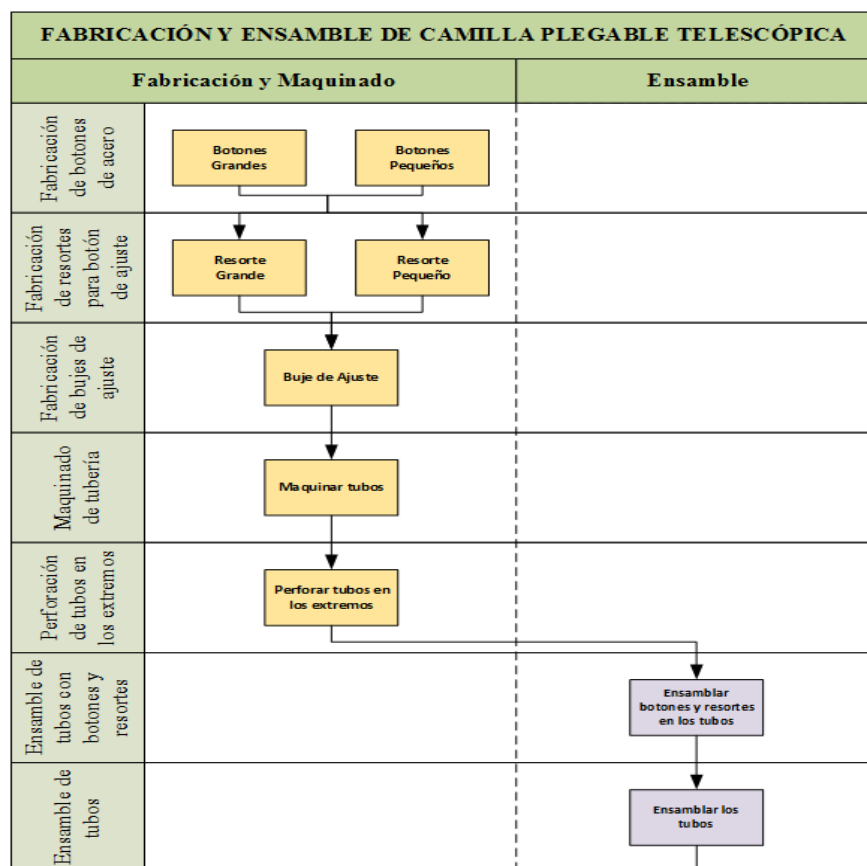 FABRICACIÓN Y ENSAMBLE DE CAMILLA PLEGABLE TELESCÓPICA
Fabricación y Maquinado
Ensamble
Fabricación
de botones
de acero
Botones
Grandes
Botones
Pequeños
Fabricación
de resortes
para botón
de ajuste
Resorte
Grande
Resorte
Pequeño
Fabricación
de bujes de
ajuste
Buje de Ajuste
Maquinado
de tubería
Maquinar tubos
Perforación
de tubos en
los extremos
Perforar tubos en
los extremos
Ensamble de
tubos con
botones y
resortes
Ensamblar
botones y resortes
en los tubos
Ensamble de
tubos
Ensamblar los
tubos